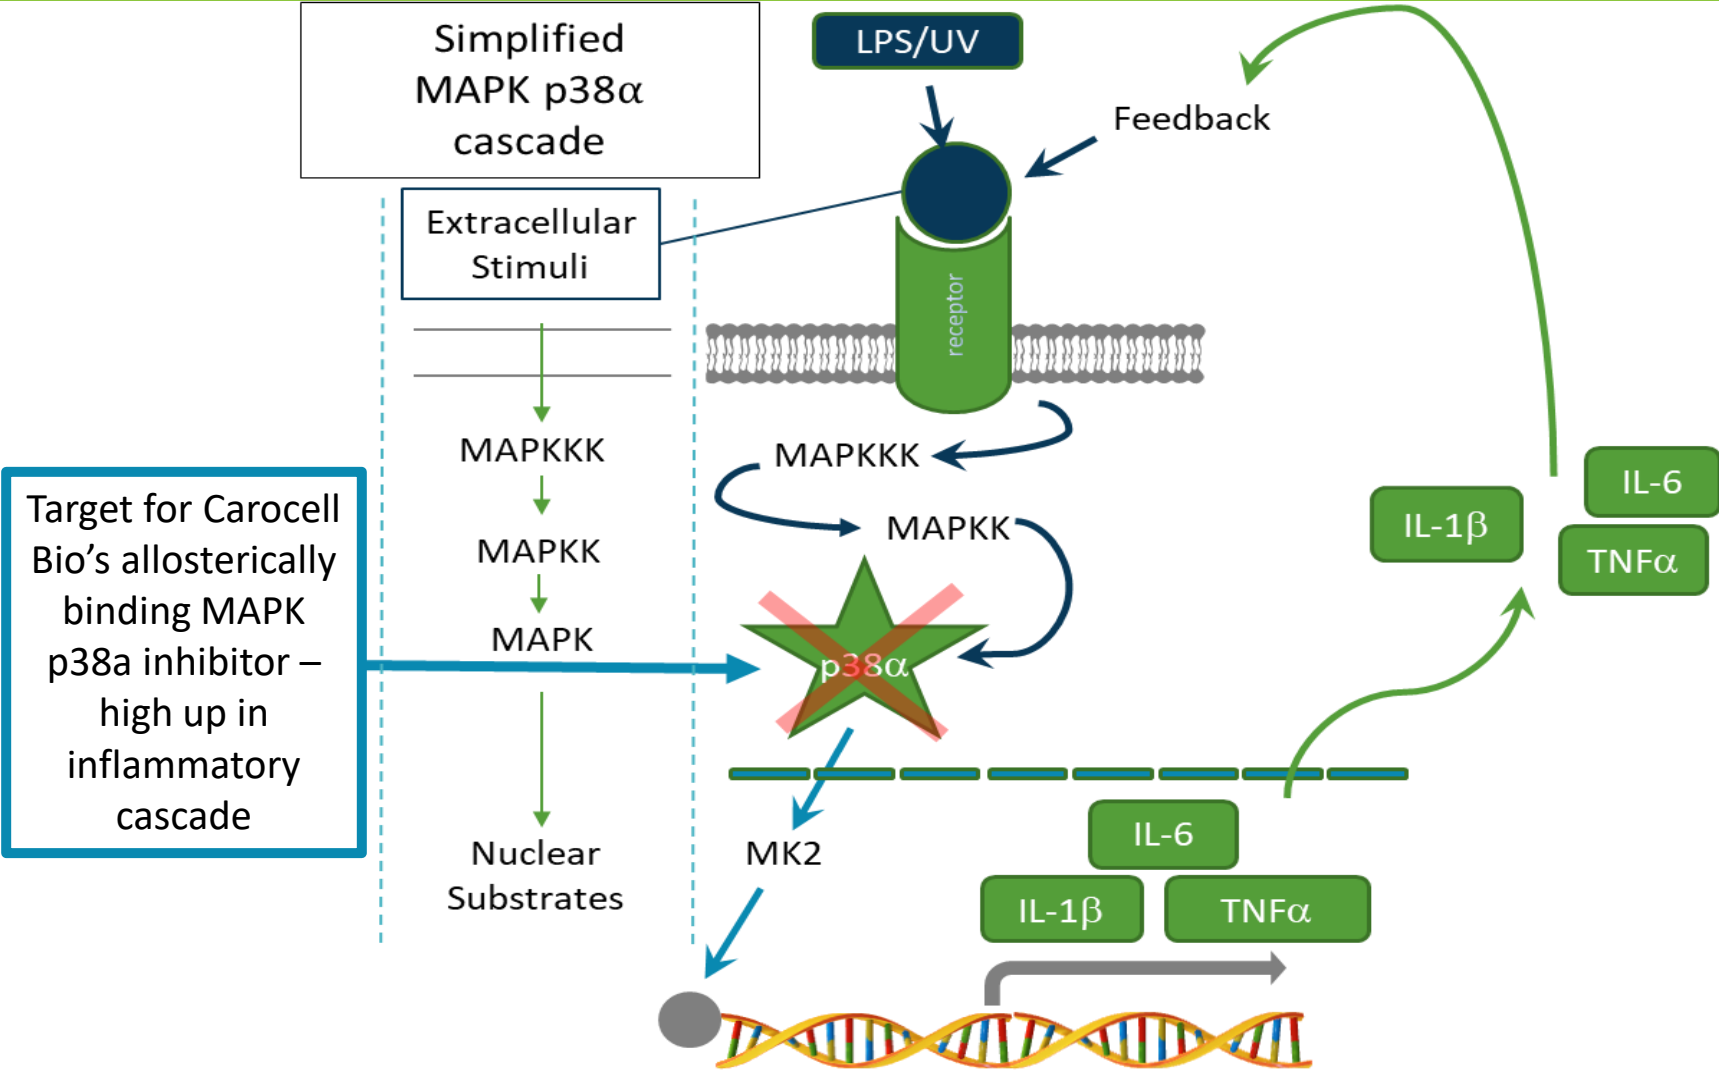 Simplified
MAPK p38α
cascade
LPS/UV
Feedback
Extracellular
Stimuli
receptor
MAPKKK
MAPKK
MAPK
Nuclear
Substrates
Target for Carocell
Bio’s allosterically
binding MAPK
p38a inhibitor –
high up in
inflammatory
cascade
MAPKKK
MAPKK
p38α
MK2
IL-6
IL-1β
TNFα
IL-6
IL-1β
TNFα